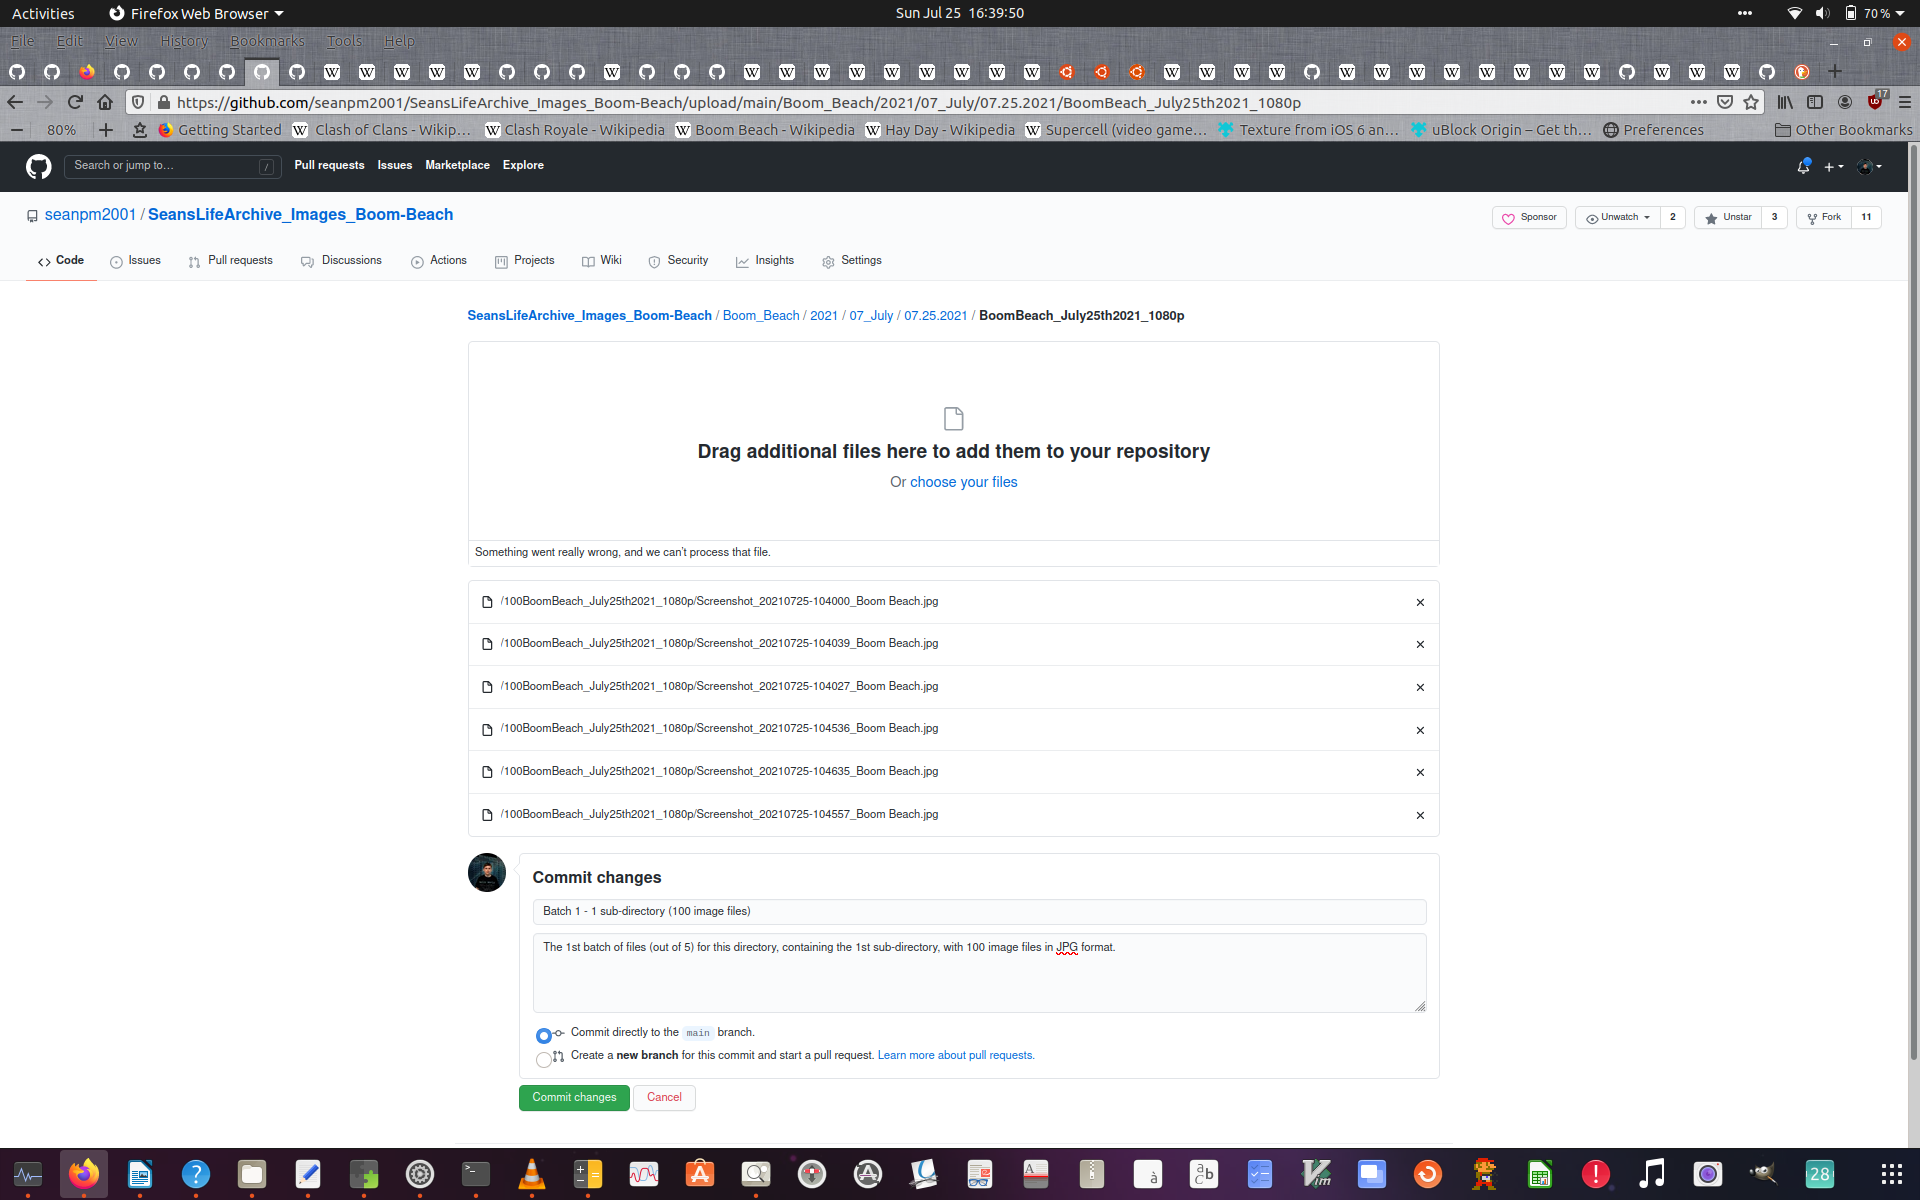 Activities Firefox Web Browser Sun Jul 25 16:39:50 70 %
File Edit View History Bookmarks Tools Help
https://github.com/seanpm2001/SeansLifeArchive_Images_Boom-Beach/upload/main/Boom_Beach/2021/07_July/07.25.2021/BoomBeach_July25th2021_1080p 17
80% Getting Started Clash of Clans - Wikip… Clash Royale - Wikipedia Boom Beach - Wikipedia Hay Day - Wikipedia Supercell (video game… Texture from iOS 6 an… uBlock Origin – Get th… Preferences Other Bookmarks
Search or jump to… / Pull requests Issues Marketplace Explore
seanpm2001 / SeansLifeArchive_Images_Boom-Beach Sponsor Unwatch 2 Unstar 3 Fork 11
Code Issues Pull requests Discussions Actions Projects Wiki Security Insights Settings
SeansLifeArchive_Images_Boom-Beach / Boom_Beach / 2021 / 07_July / 07.25.2021 / BoomBeach_July25th2021_1080p
Drag additional files here to add them to your repository
Or choose your files
Something went really wrong, and we can't process that file.
/100BoomBeach_July25th2021_1080p/Screenshot_20210725-104000_Boom Beach.jpg
/100BoomBeach_July25th2021_1080p/Screenshot_20210725-104039_Boom Beach.jpg
/100BoomBeach_July25th2021_1080p/Screenshot_20210725-104027_Boom Beach.jpg
/100BoomBeach_July25th2021_1080p/Screenshot_20210725-104536_Boom Beach.jpg
/100BoomBeach_July25th2021_1080p/Screenshot_20210725-104635_Boom Beach.jpg
/100BoomBeach_July25th2021_1080p/Screenshot_20210725-104557_Boom Beach.jpg
Commit changes
Batch 1 - 1 sub-directory (100 image files)
The 1st batch of files (out of 5) for this directory, containing the 1st sub-directory, with 100 image files in JPG format.
Commit directly to the main branch.
Create a new branch for this commit and start a pull request. Learn more about pull requests.
Commit changes Cancel
28